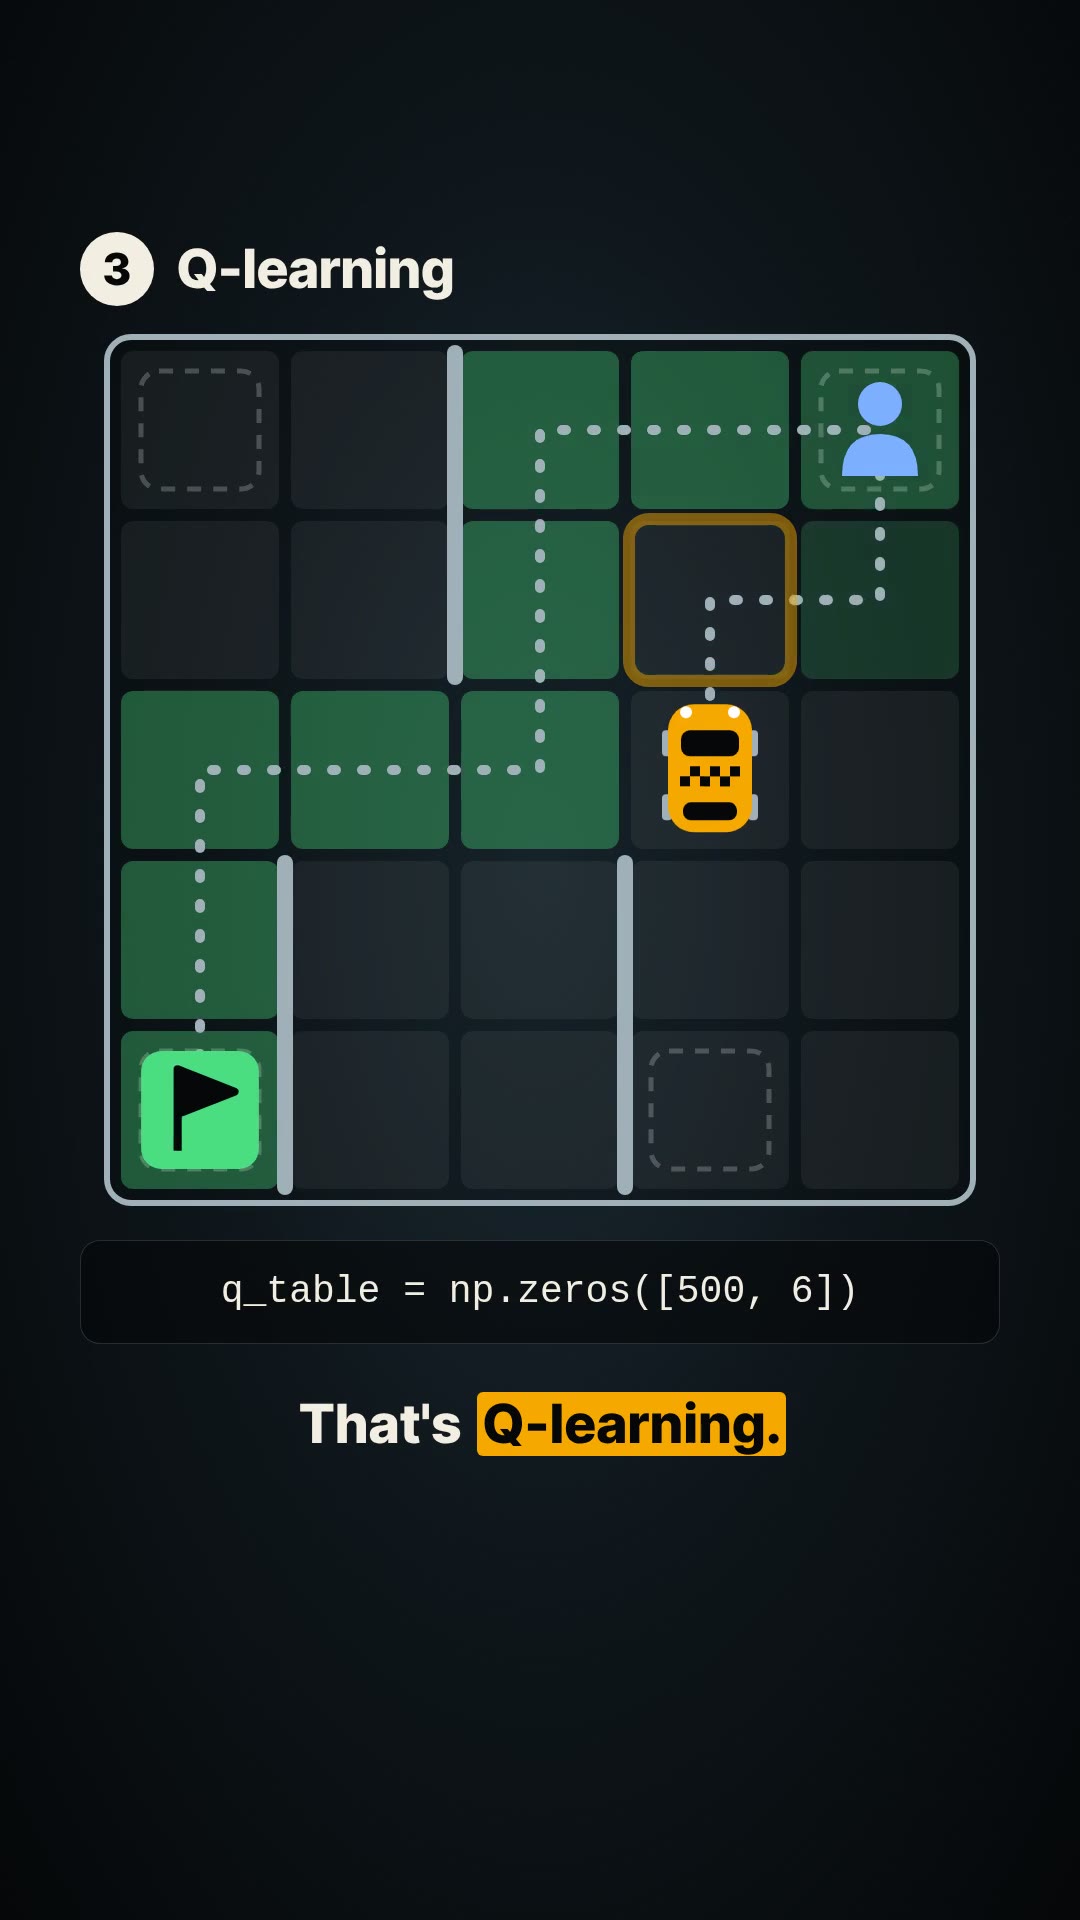 3 Q-learning
q_table = np.zeros([500, 6])
That's Q-learning.